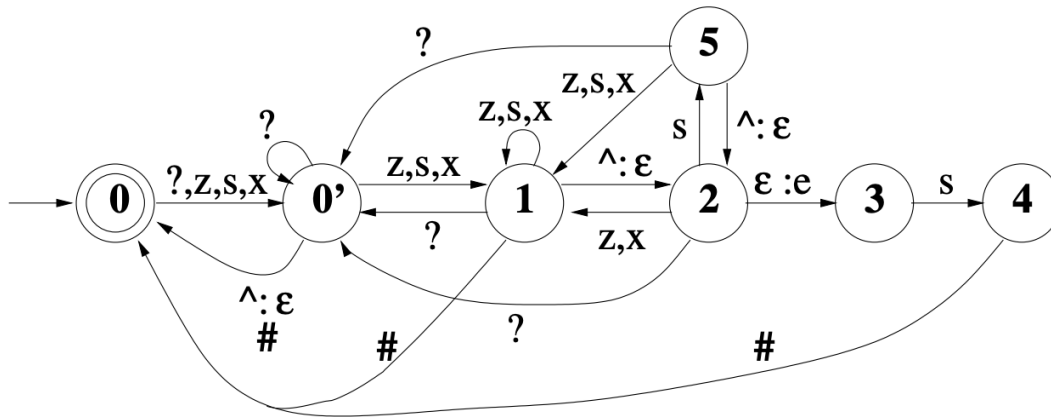 ?
5
z,s,x
z,s,x
?
s
^: ε
?,z,s,x
z,s,x
^: ε
ε :e
s
0
0’
1
2
3
4
?
z,x
^: ε
#
#
?
#